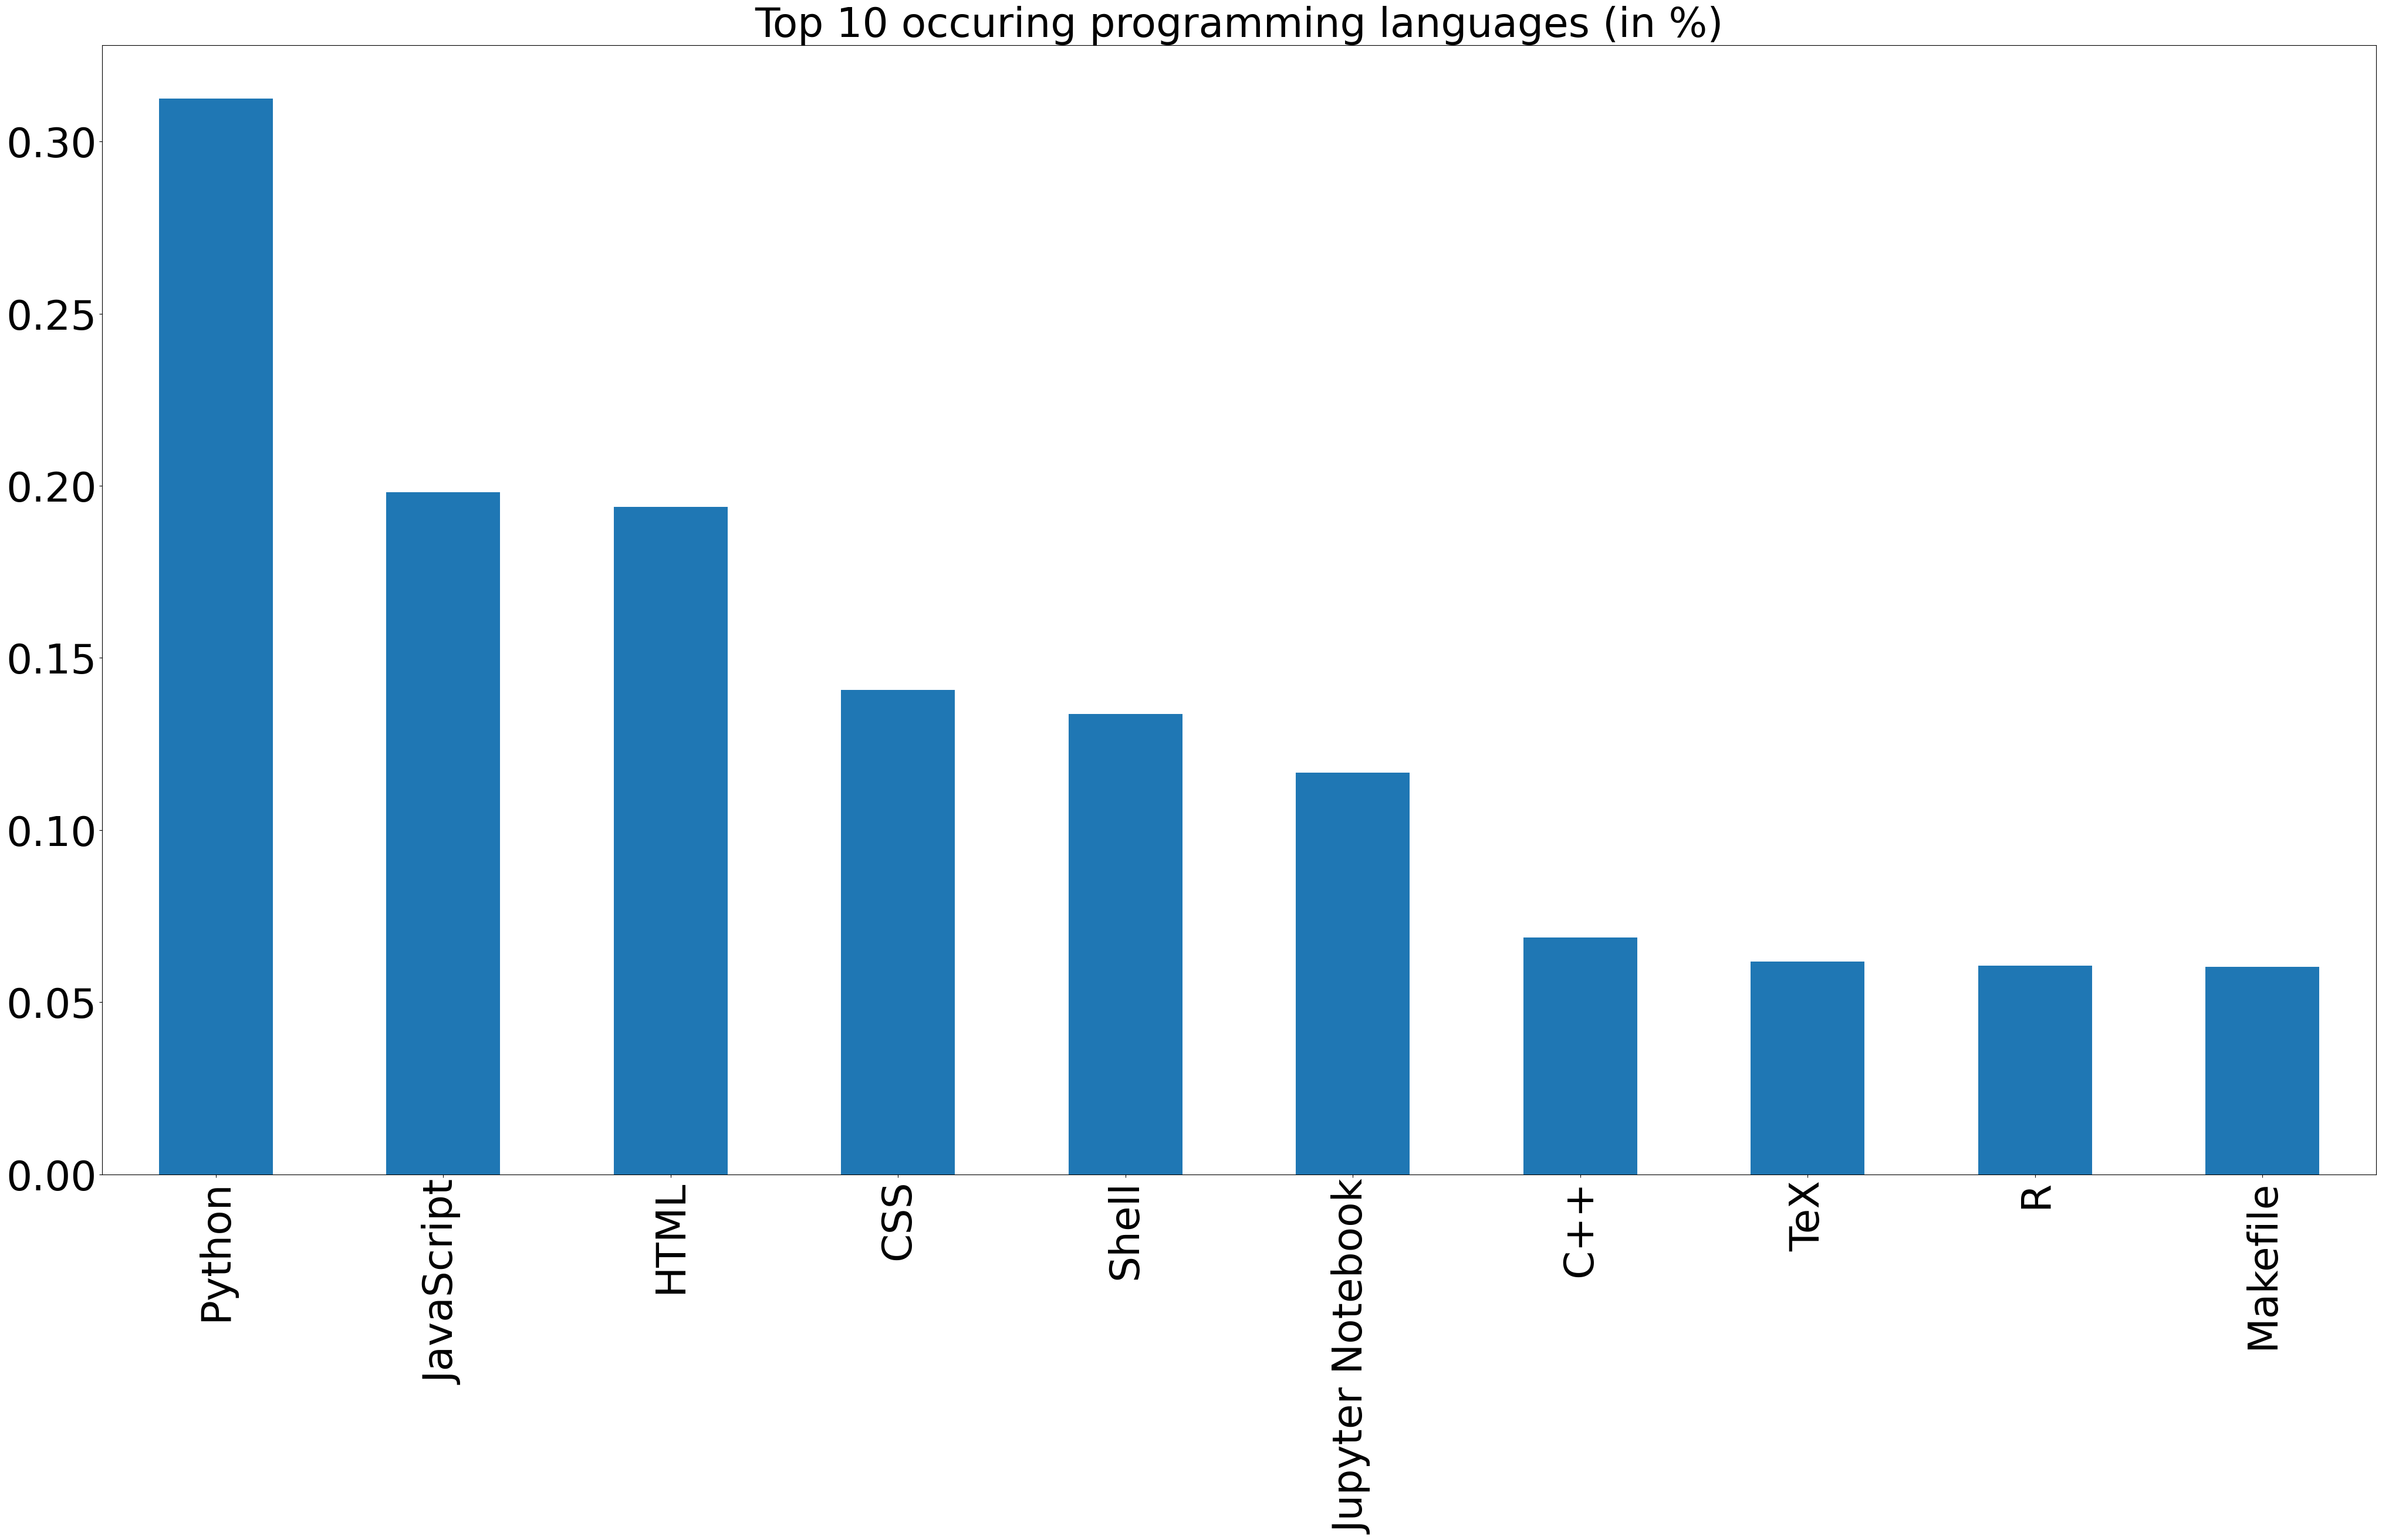 Top 10 occuring programming languages (in %)
0.30
0.25
0.20
0.15
0.10
0.05
0.00
Python
JavaScript
HTML
CSS
Shell
Jupyter Notebook
C++
TeX
R
Makefile